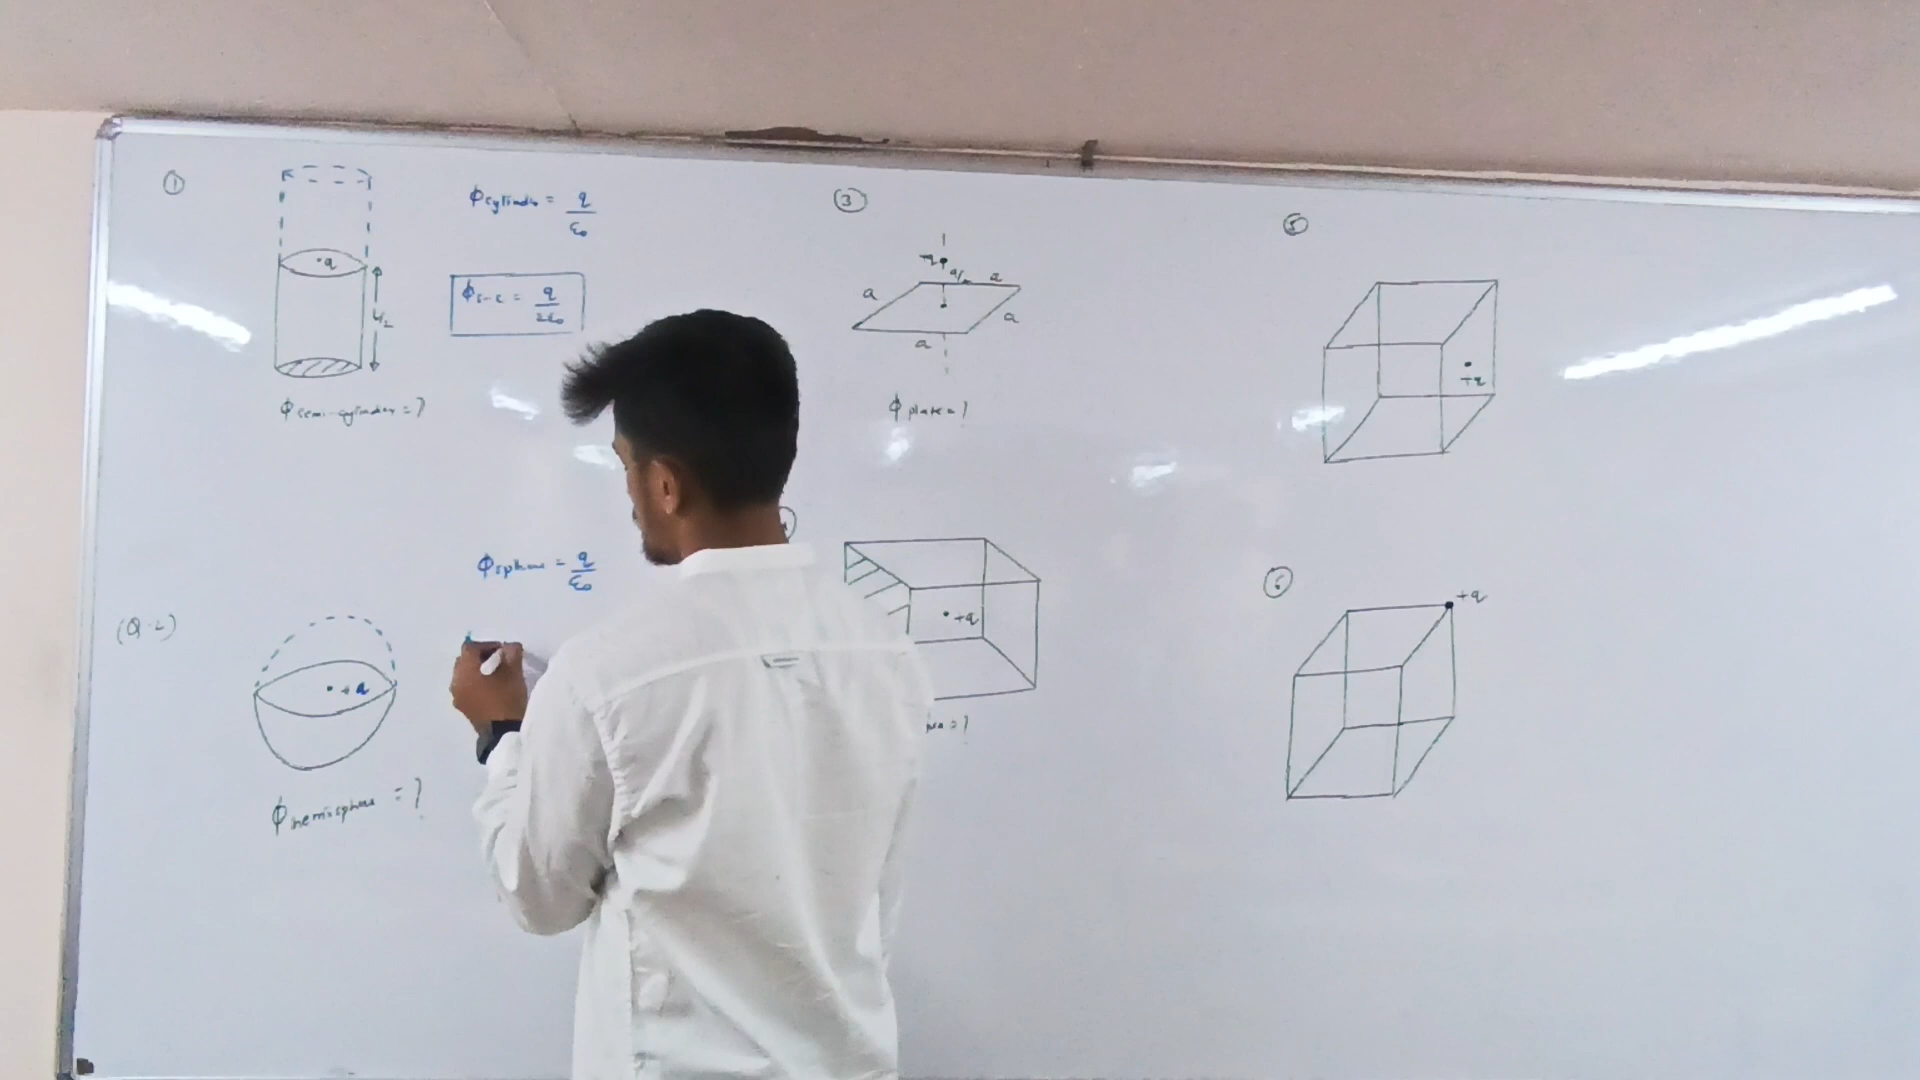 ①
•q
L/2
ϕsemi-cylinder = ?
ϕcylinder = q/ε₀
ϕs-c = q/2ε₀
(Q.2)
• +q
ϕhemisphere = ?
ϕsphere = q/ε₀
③
a/2
a
a
a
a
ϕplate = ?
• +q
= ?
⑤
•
+q
⑥
+q